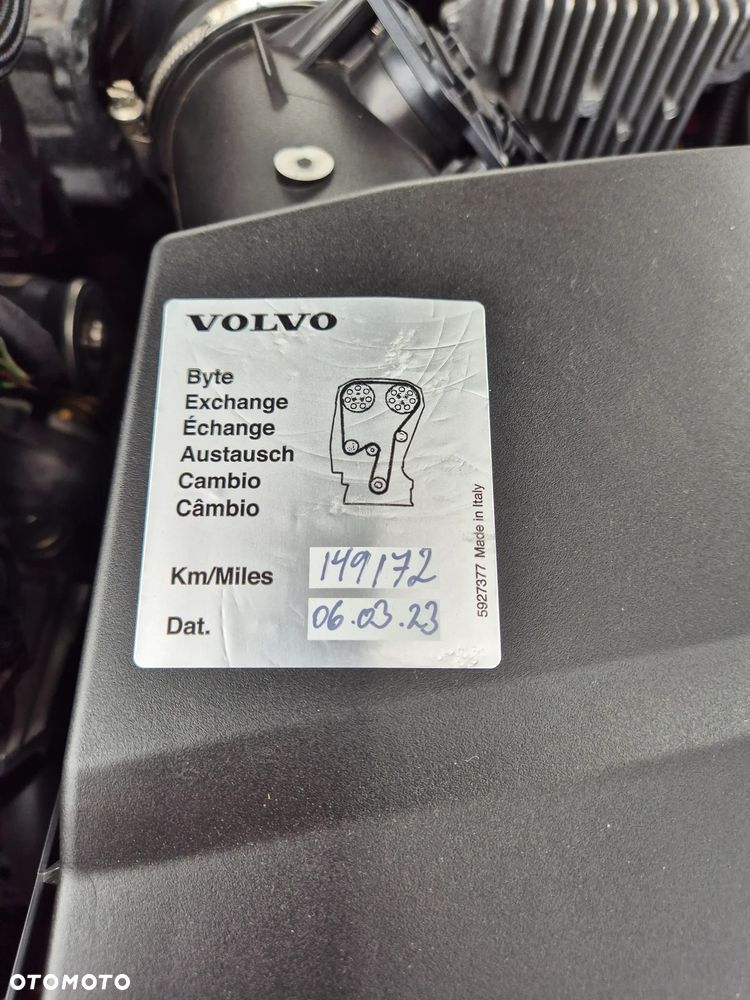 VOLVO
Byte
Exchange
Échange
Austausch
Cambio
Câmbio
Km/Miles 149172
Dat. 06.03.23
5927377 Made in Italy
OTOMOTO